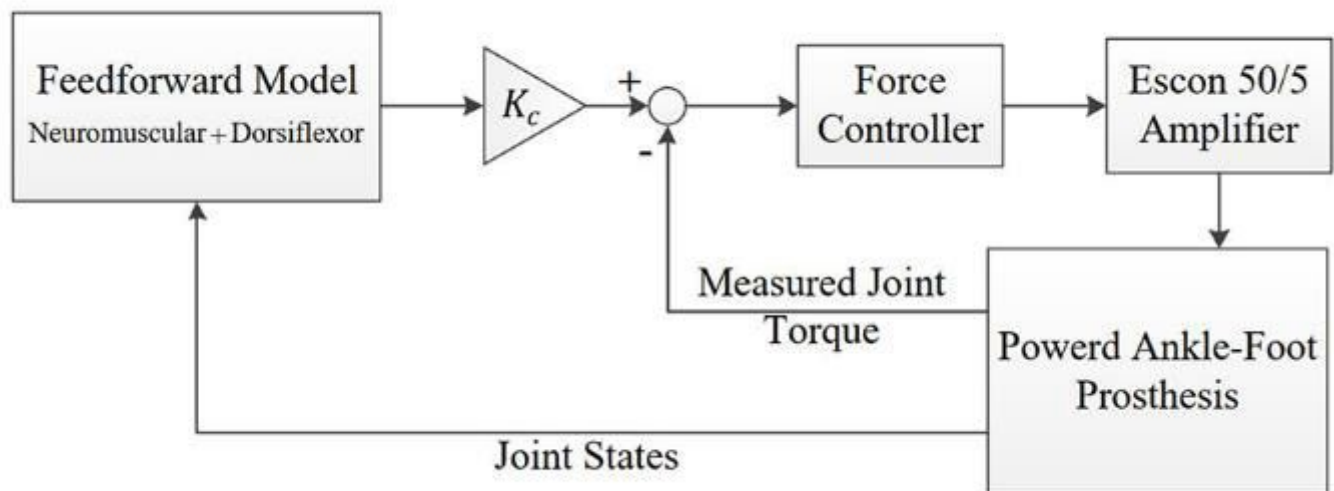 Feedforward Model
Neuromuscular + Dorsiflexor
K_c
+
-
Force
Controller
Escon 50/5
Amplifier
Measured Joint
Torque
Powerd Ankle-Foot
Prosthesis
Joint States